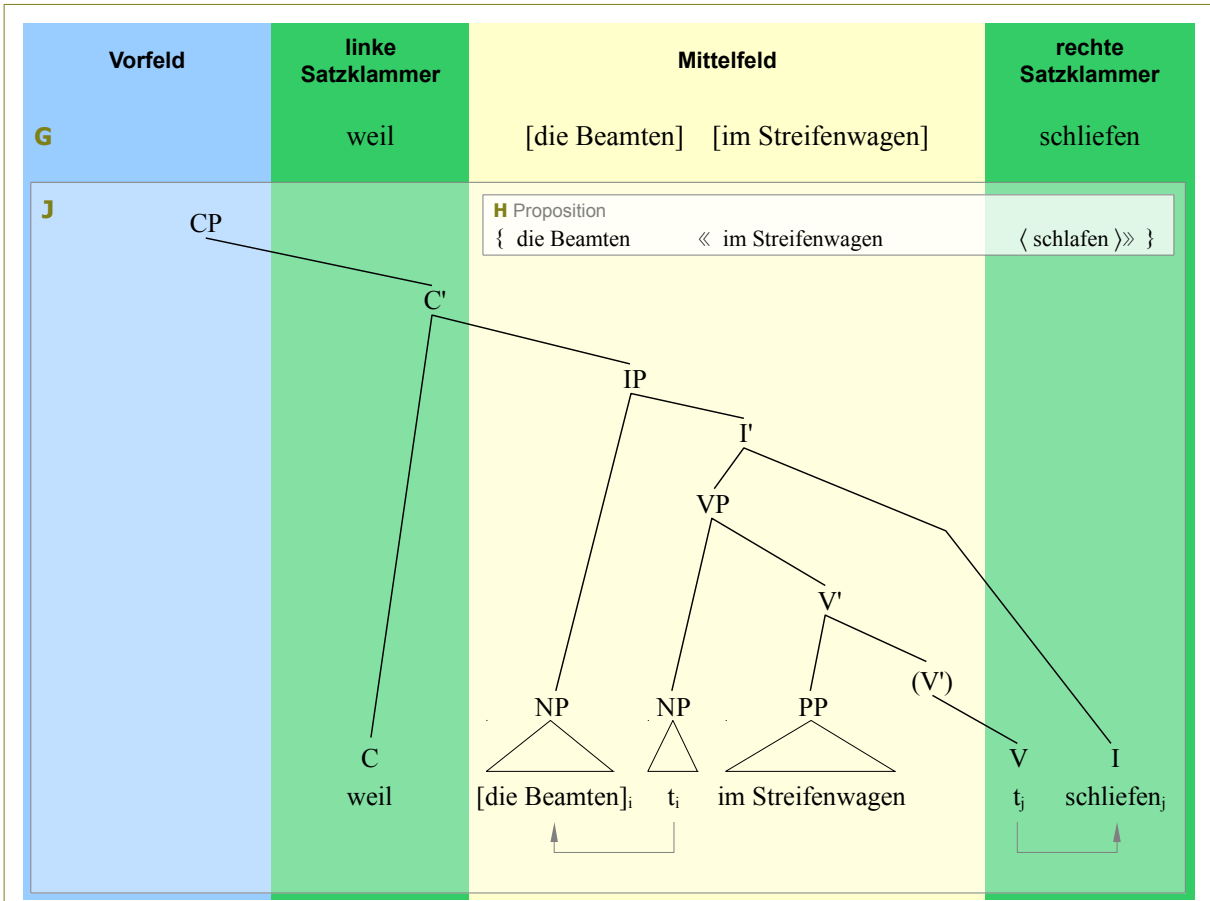 Vorfeld linke Satzklammer Mittelfeld rechte Satzklammer
G weil [die Beamten] [im Streifenwagen] schliefen
J
H Proposition
{ die Beamten « im Streifenwagen ⟨ schlafen ⟩» }
CP
C'
IP
I'
VP
V'
(V')
NP NP PP
C V I
weil [die Beamten]i ti im Streifenwagen tj schliefenj